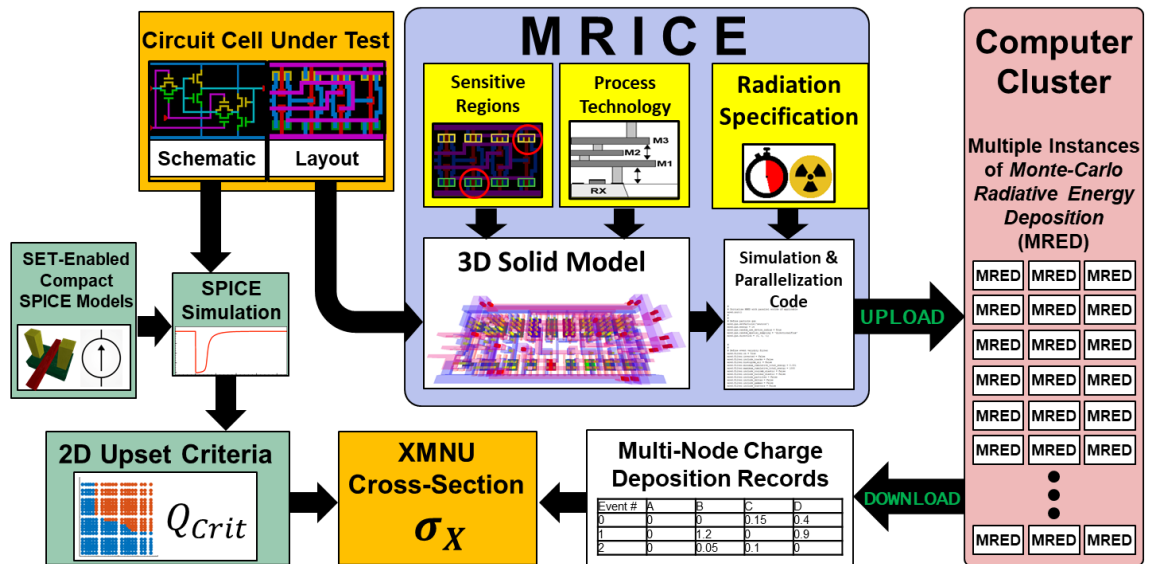 Circuit Cell Under Test
Schematic
Layout
MRICE
Sensitive
Regions
Process
Technology
M3
M2
M1
RX
Radiation
Specification
3D Solid Model
Simulation &
Parallelization
Code
UPLOAD
Computer
Cluster
Multiple Instances
of Monte-Carlo
Radiative Energy
Deposition
(MRED)
MRED MRED MRED
MRED MRED MRED
MRED MRED MRED
MRED MRED MRED
MRED MRED MRED
MRED MRED MRED
MRED MRED MRED
SET-Enabled
Compact
SPICE Models
SPICE
Simulation
2D Upset Criteria
Q_Crit
XMNU
Cross-Section
σ_X
Multi-Node Charge
Deposition Records
Event # A B C D
0 0 0 0.15 0.4
1 0 1.2 0 0.9
2 0 0.05 0.1 0
DOWNLOAD